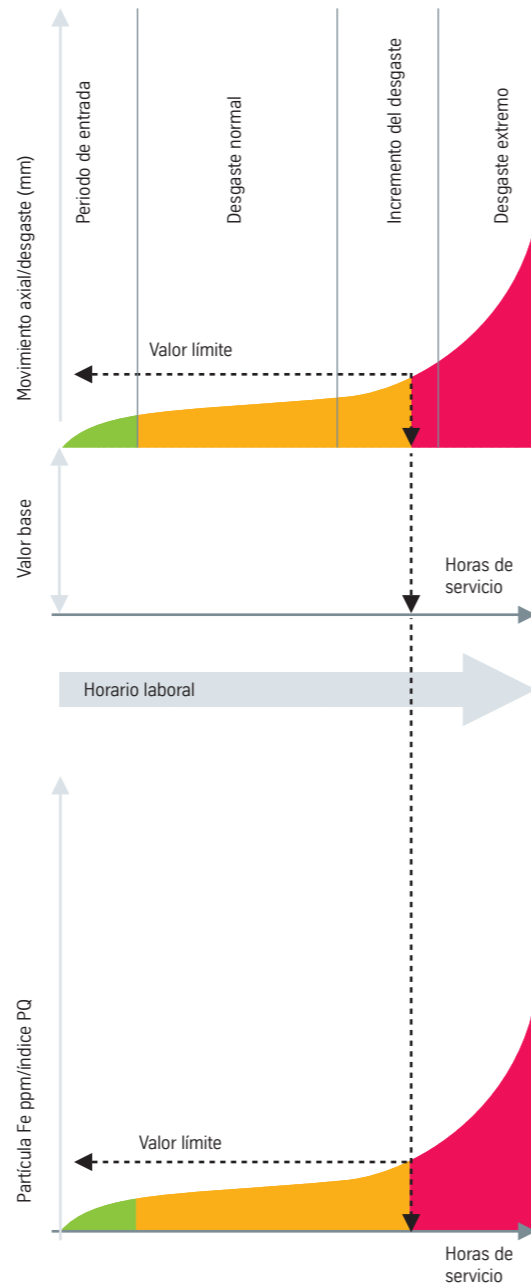 Movimiento axial/desgaste (mm)
Periodo de entrada
Desgaste normal
Incremento del desgaste
Desgaste extremo
Valor límite
Valor base
Horas de
servicio
Horario laboral
Partícula Fe ppm/índice PQ
Valor límite
Horas de
servicio